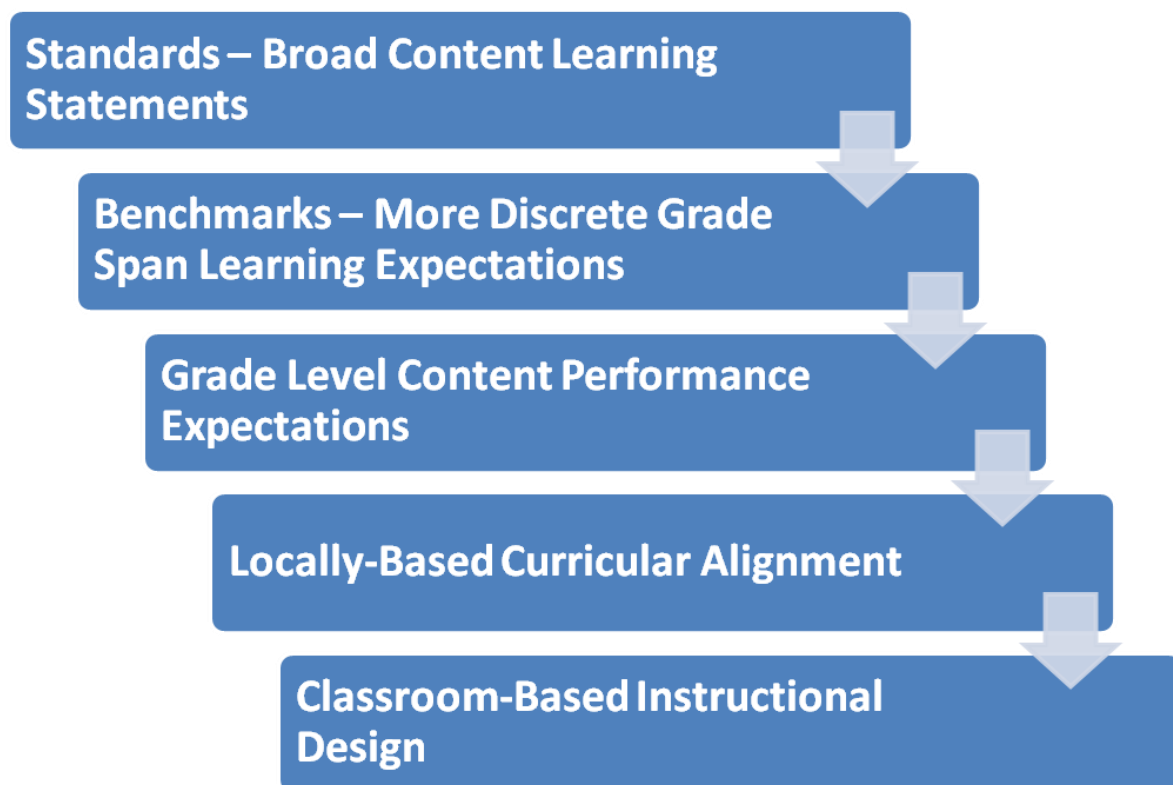 Standards – Broad Content Learning
Statements
Benchmarks – More Discrete Grade
Span Learning Expectations
Grade Level Content Performance
Expectations
Locally-Based Curricular Alignment
Classroom-Based Instructional
Design